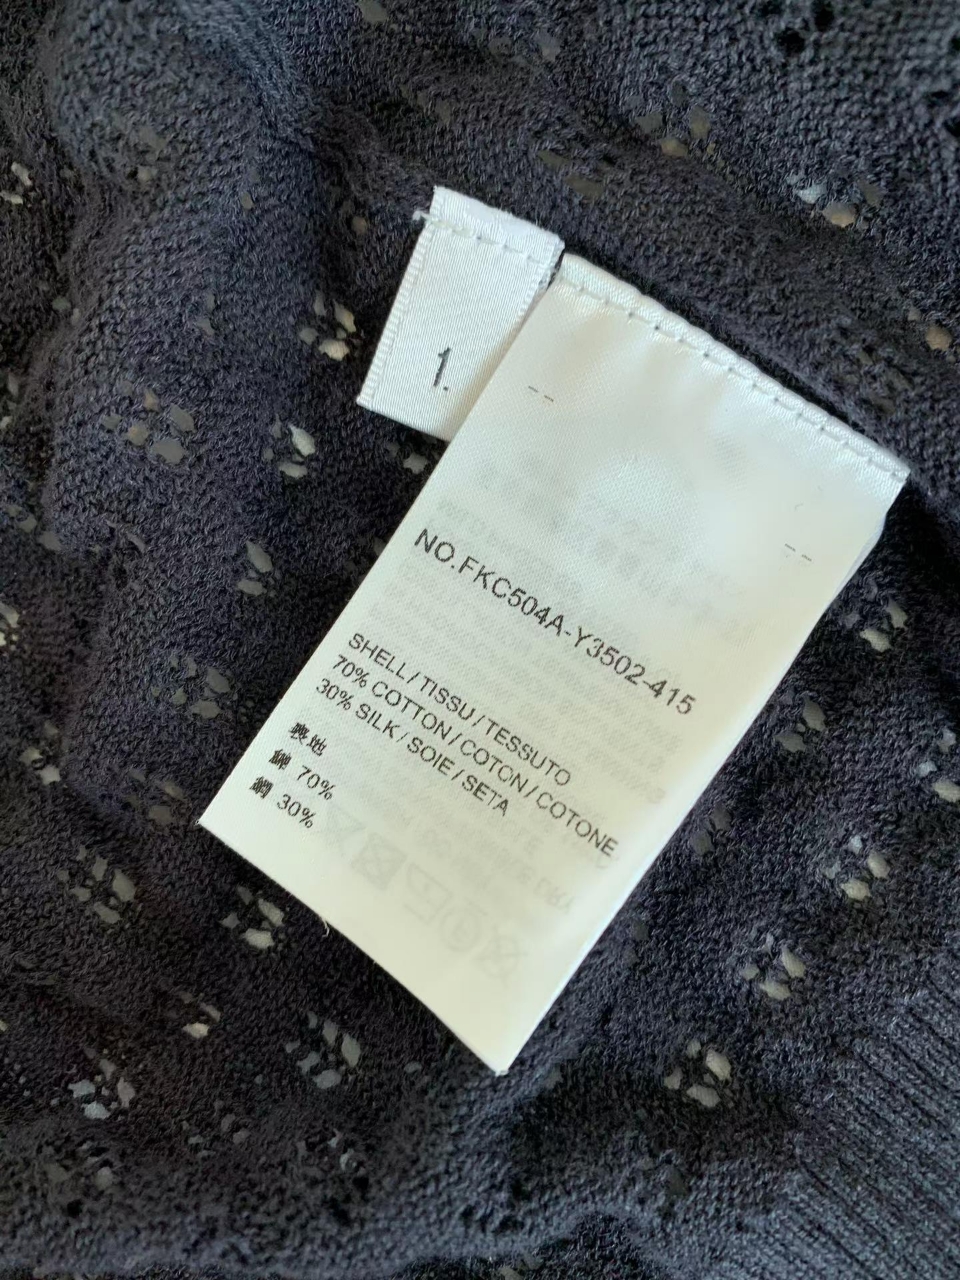 1.
NO.FKC504A-Y3502-415
SHELL/TISSU/TESSUTO
70% COTTON/COTON/COTONE
30% SILK/SOIE/SETA
表地
綿 70%
絹 30%